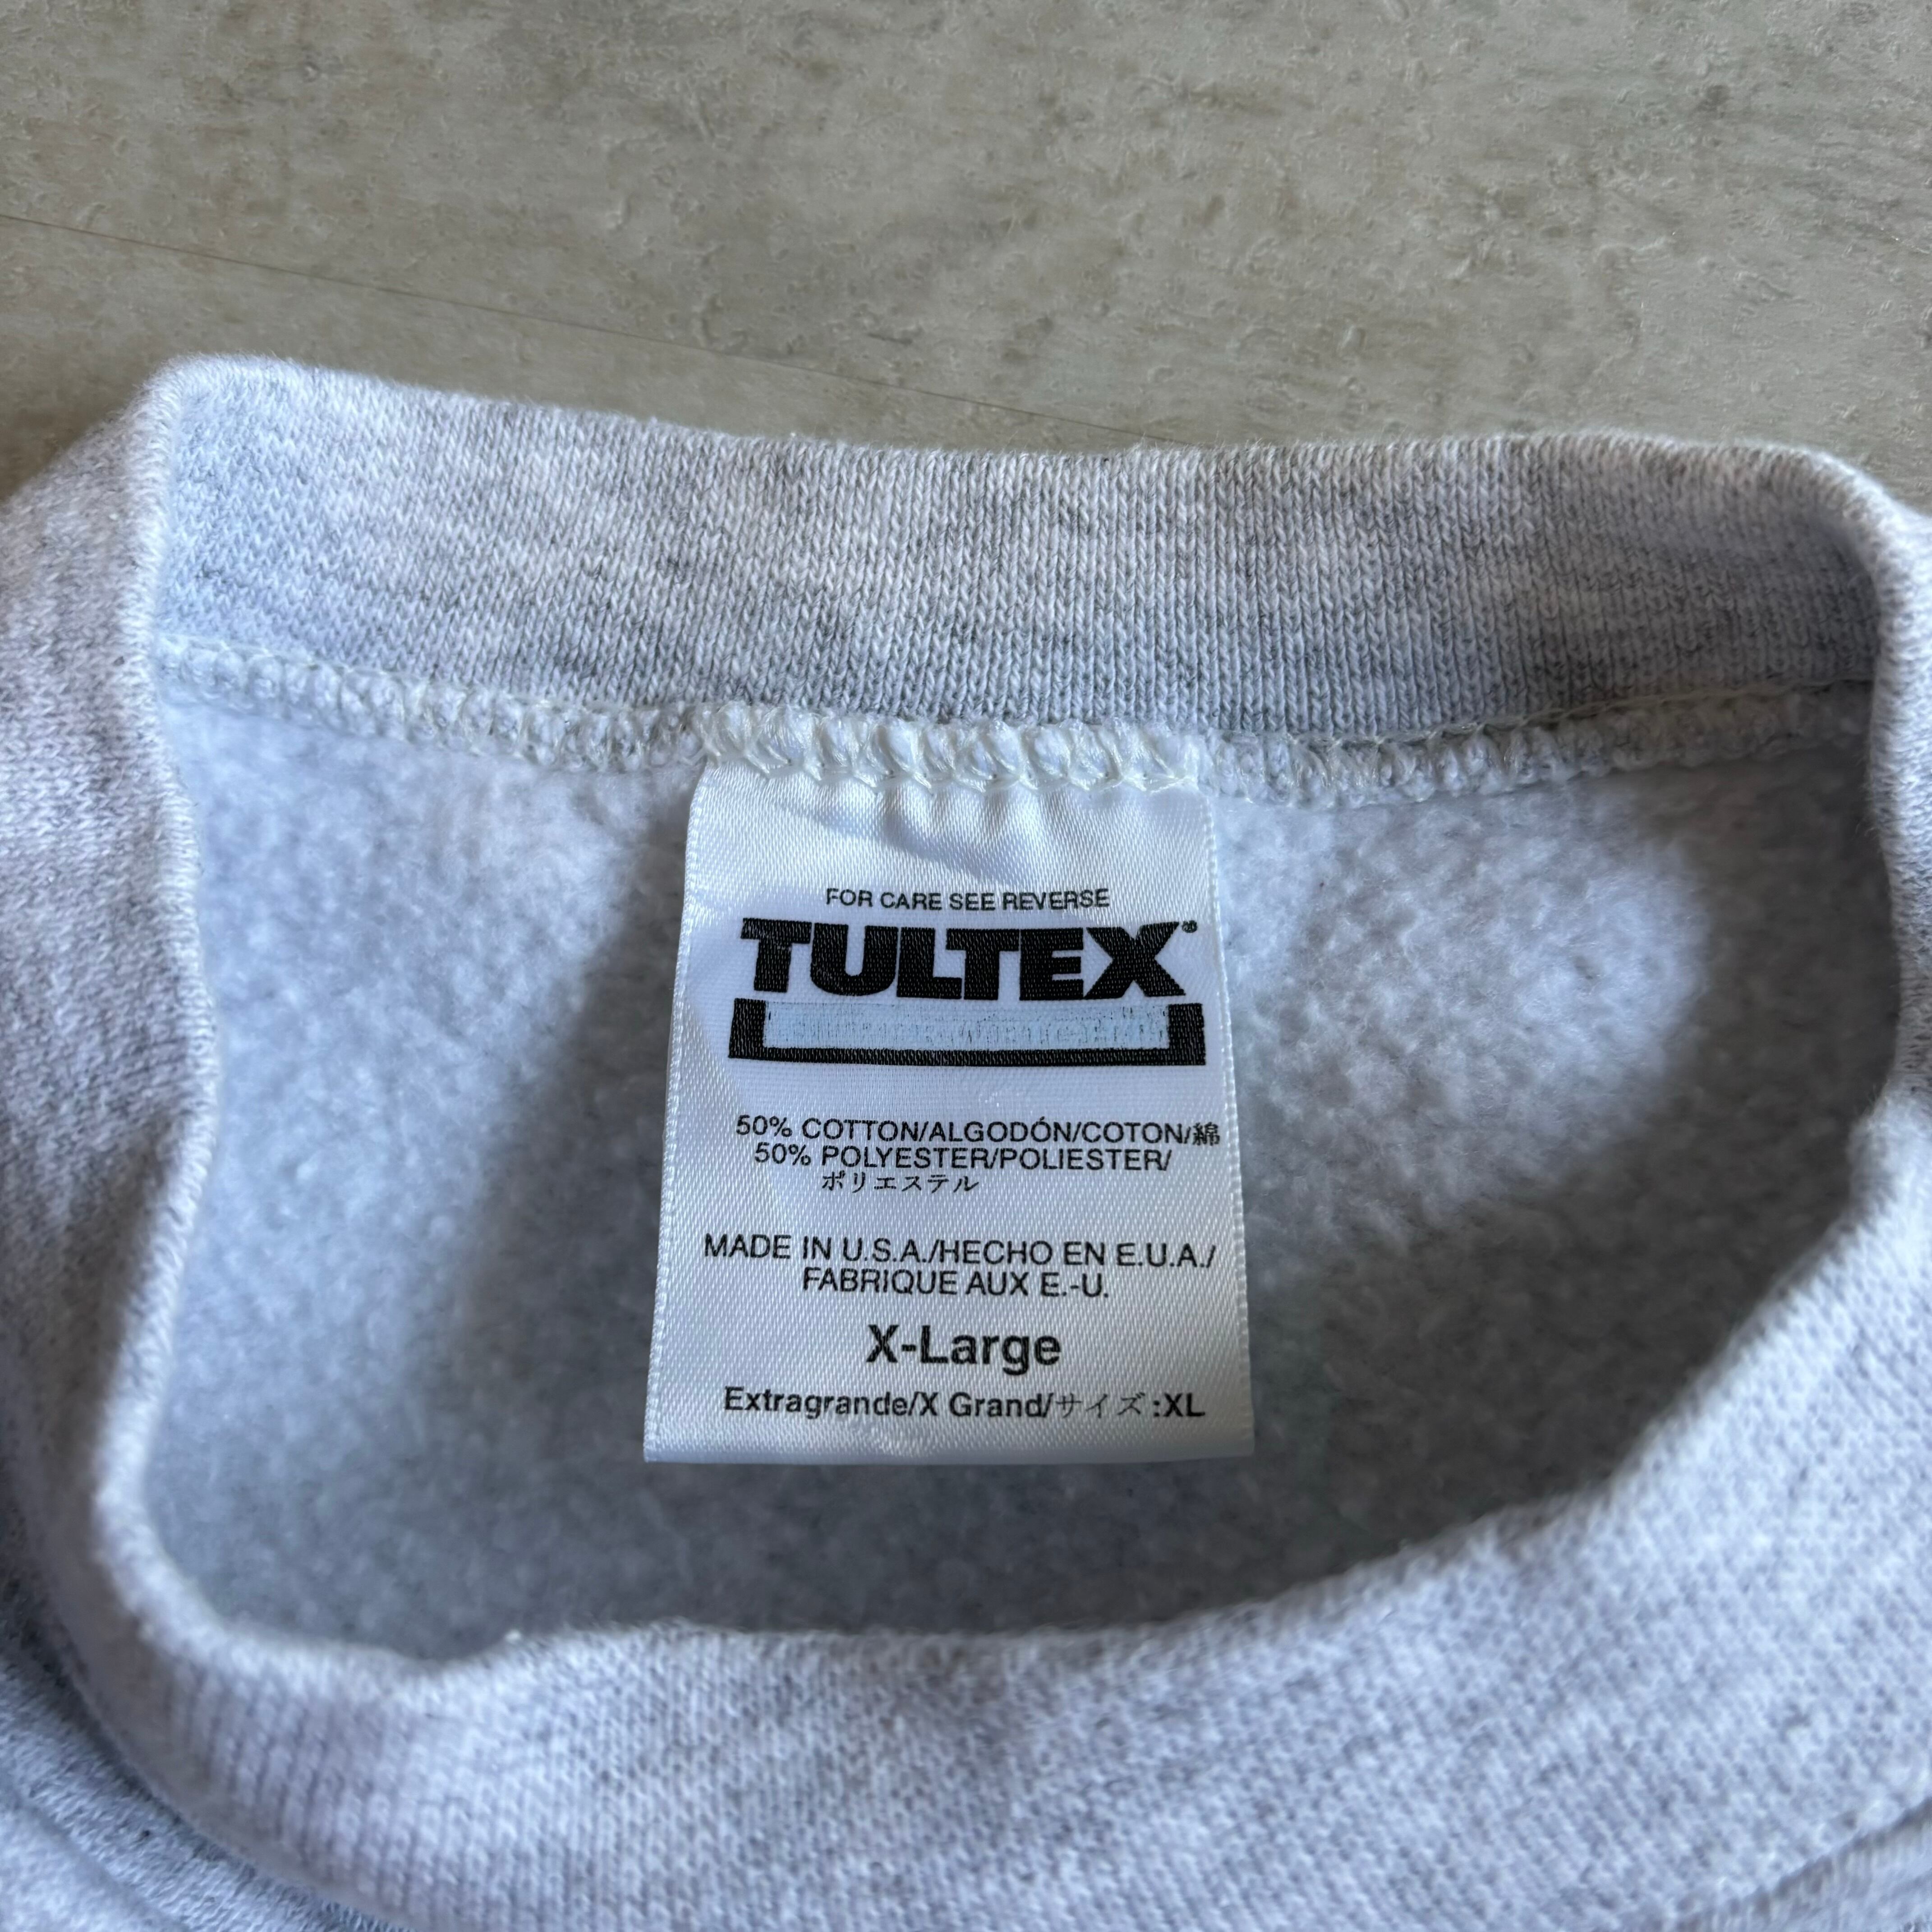 FOR CARE SEE REVERSE
TULTEX®
50% COTTON/ALGODÓN/COTON/綿
50% POLYESTER/POLIESTER/
ポリエステル
MADE IN U.S.A./HECHO EN E.U.A./
FABRIQUE AUX E.-U.
X-Large
Extragrande/X Grand/サイズ:XL